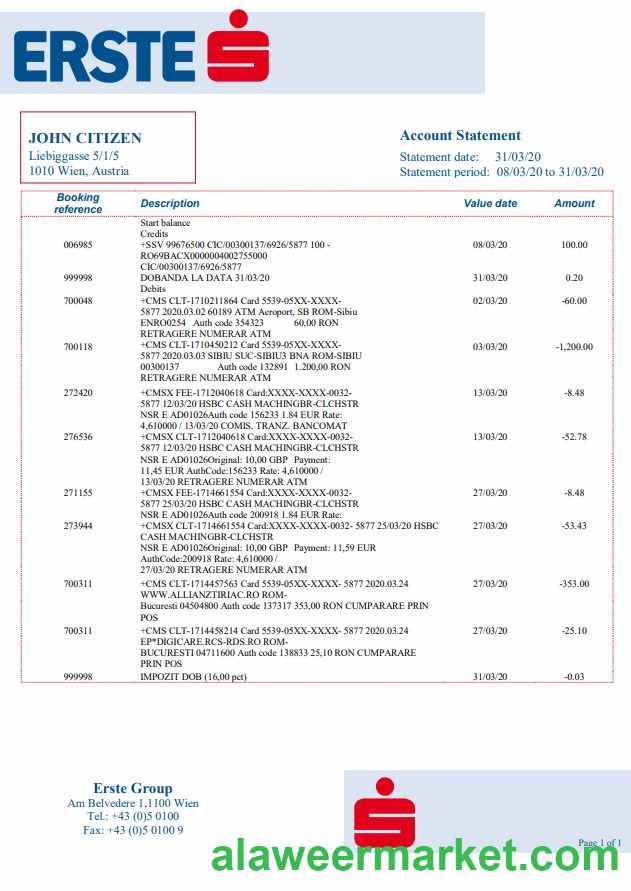 ERSTE
JOHN CITIZEN
Liebiggasse 5/1/5
1010 Wien, Austria
Account Statement
Statement date: 31/03/20
Statement period: 08/03/20 to 31/03/20
Booking reference Description Value date Amount
Start balance
Credits
006985 +SSV 99676500 CIC/00300137/6926/5877 100 - 08/03/20 100.00
RO69BACX0000004002755000
CIC/00300137/6926/5877
999998 DOBANDA LA DATA 31/03/20 31/03/20 0.20
Debits
700048 +CMS CLT-1710211864 Card 5539-05XX-XXXX- 02/03/20 -60.00
5877 2020.03.02 60189 ATM Aeroport, SB ROM-Sibiu
ENRO0254 Auth code 354323 60,00 RON
RETRAGERE NUMERAR ATM
700118 +CMS CLT-1710450212 Card 5539-05XX-XXXX- 03/03/20 -1,200.00
5877 2020.03.03 SIBIU SUC-SIBIU3 BNA ROM-SIBIU
00300137 Auth code 132891 1.200,00 RON
RETRAGERE NUMERAR ATM
272420 +CMSX FEE-1712040618 Card:XXXX-XXXX-0032- 13/03/20 -8.48
5877 12/03/20 HSBC CASH MACHINGBR-CLCHSTR
NSR E AD01026Auth code 156233 1.84 EUR Rate:
4,610000 / 13/03/20 COMIS. TRANZ. BANCOMAT
276536 +CMSX CLT-1712040618 Card:XXXX-XXXX-0032- 13/03/20 -52.78
5877 12/03/20 HSBC CASH MACHINGBR-CLCHSTR
NSR E AD01026Original: 10,00 GBP Payment:
11,45 EUR AuthCode:156233 Rate: 4,610000 /
13/03/20 RETRAGERE NUMERAR ATM
271155 +CMSX FEE-1714661554 Card:XXXX-XXXX-0032- 27/03/20 -8.48
5877 25/03/20 HSBC CASH MACHINGBR-CLCHSTR
NSR E AD01026Auth code 200918 1.84 EUR Rate:
273944 +CMSX CLT-1714661554 Card:XXXX-XXXX-0032- 5877 25/03/20 HSBC 27/03/20 -53.43
CASH MACHINGBR-CLCHSTR
NSR E AD01026Original: 10,00 GBP Payment: 11,59 EUR
AuthCode:200918 Rate: 4,610000 /
27/03/20 RETRAGERE NUMERAR ATM
700311 +CMS CLT-1714457563 Card 5539-05XX-XXXX- 5877 2020.03.24 27/03/20 -353.00
WWW.ALLIANZTIRIAC.RO ROM-
Bucuresti 04504800 Auth code 137317 353,00 RON CUMPARARE PRIN
POS
700311 +CMS CLT-1714458214 Card 5539-05XX-XXXX- 5877 2020.03.24 27/03/20 -25.10
EP*DIGICARE.RCS-RDS.RO ROM-
BUCURESTI 04711600 Auth code 138833 25,10 RON CUMPARARE
PRIN POS
999998 IMPOZIT DOB (16,00 pct) 31/03/20 -0.03
Erste Group
Am Belvedere 1,1100 Wien
Tel.: +43 (0)5 0100
Fax: +43 (0)5 0100 9
Page 1 of 1
alaweermarket.com